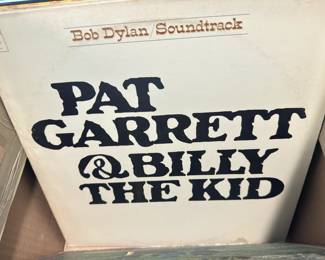 Bob Dylan/Soundtrack
PAT
GARRETT
& BILLY
THE KID